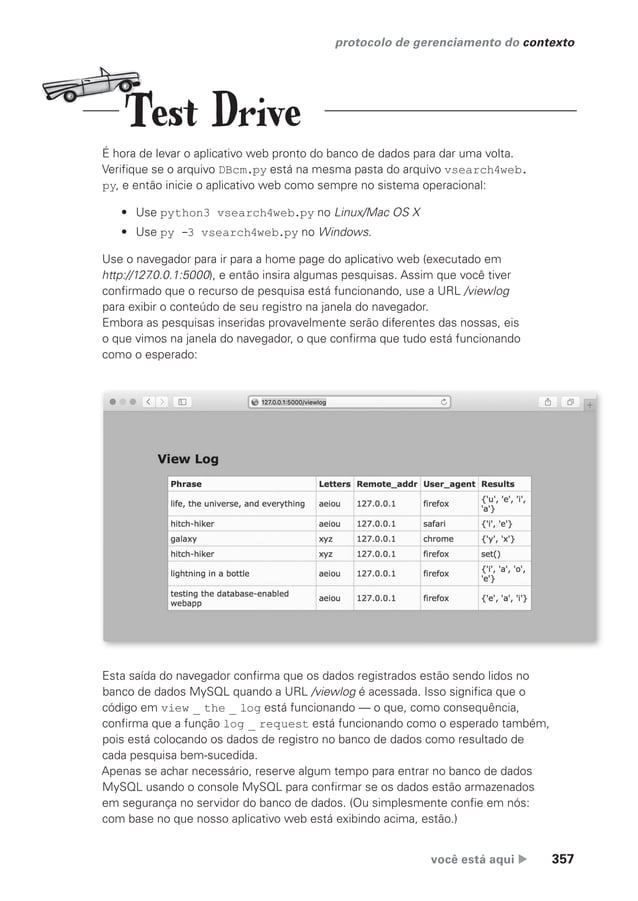 protocolo de gerenciamento do contexto
Test Drive
É hora de levar o aplicativo web pronto do banco de dados para dar uma volta.
Verifique se o arquivo DBcm.py está na mesma pasta do arquivo vsearch4web.
py, e então inicie o aplicativo web como sempre no sistema operacional:
• Use python3 vsearch4web.py no Linux/Mac OS X
• Use py -3 vsearch4web.py no Windows.
Use o navegador para ir para a home page do aplicativo web (executado em
http://127.0.0.1:5000), e então insira algumas pesquisas. Assim que você tiver
confirmado que o recurso de pesquisa está funcionando, use a URL /viewlog
para exibir o conteúdo de seu registro na janela do navegador.
Embora as pesquisas inseridas provavelmente serão diferentes das nossas, eis
o que vimos na janela do navegador, o que confirma que tudo está funcionando
como o esperado:
127.0.0.1:5000/viewlog
View Log
Phrase Letters Remote_addr User_agent Results
life, the universe, and everything aeiou 127.0.0.1 firefox {'u', 'e', 'i',
'a'}
hitch-hiker aeiou 127.0.0.1 safari {'i', 'e'}
galaxy xyz 127.0.0.1 chrome {'y', 'x'}
hitch-hiker xyz 127.0.0.1 firefox set()
lightning in a bottle aeiou 127.0.0.1 firefox {'i', 'a', 'o',
'e'}
testing the database-enabled
webapp aeiou 127.0.0.1 firefox {'e', 'a', 'i'}
Esta saída do navegador confirma que os dados registrados estão sendo lidos no
banco de dados MySQL quando a URL /viewlog é acessada. Isso significa que o
código em view _ the _ log está funcionando — o que, como consequência,
confirma que a função log _ request está funcionando como o esperado também,
pois está colocando os dados de registro no banco de dados como resultado de
cada pesquisa bem-sucedida.
Apenas se achar necessário, reserve algum tempo para entrar no banco de dados
MySQL usando o console MySQL para confirmar se os dados estão armazenados
em segurança no servidor do banco de dados. (Ou simplesmente confie em nós:
com base no que nosso aplicativo web está exibindo acima, estão.)
você está aqui ▶ 357